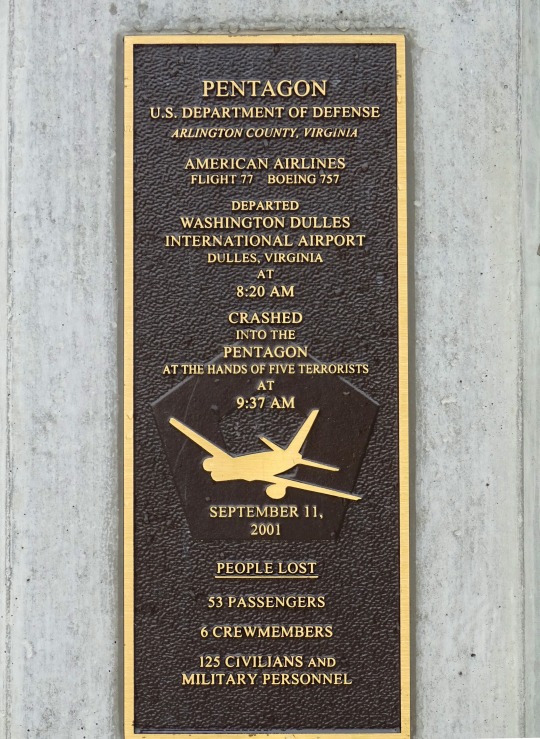 PENTAGON
U.S. DEPARTMENT OF DEFENSE
ARLINGTON COUNTY, VIRGINIA
AMERICAN AIRLINES
FLIGHT 77 BOEING 757
DEPARTED
WASHINGTON DULLES
INTERNATIONAL AIRPORT
DULLES, VIRGINIA
AT
8:20 AM
CRASHED
INTO THE
PENTAGON
AT THE HANDS OF FIVE TERRORISTS
AT
9:37 AM
SEPTEMBER 11,
2001
PEOPLE LOST
53 PASSENGERS
6 CREWMEMBERS
125 CIVILIANS AND
MILITARY PERSONNEL